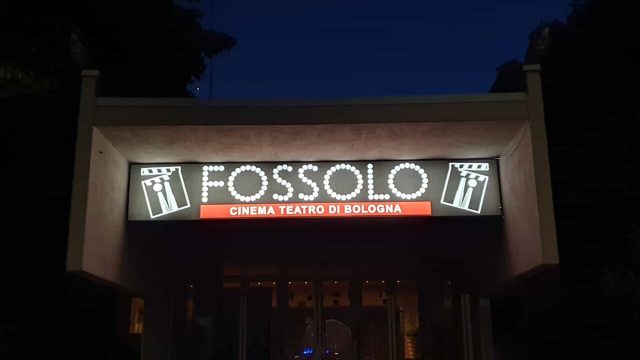 FOSSOLO
CINEMA TEATRO DI BOLOGNA